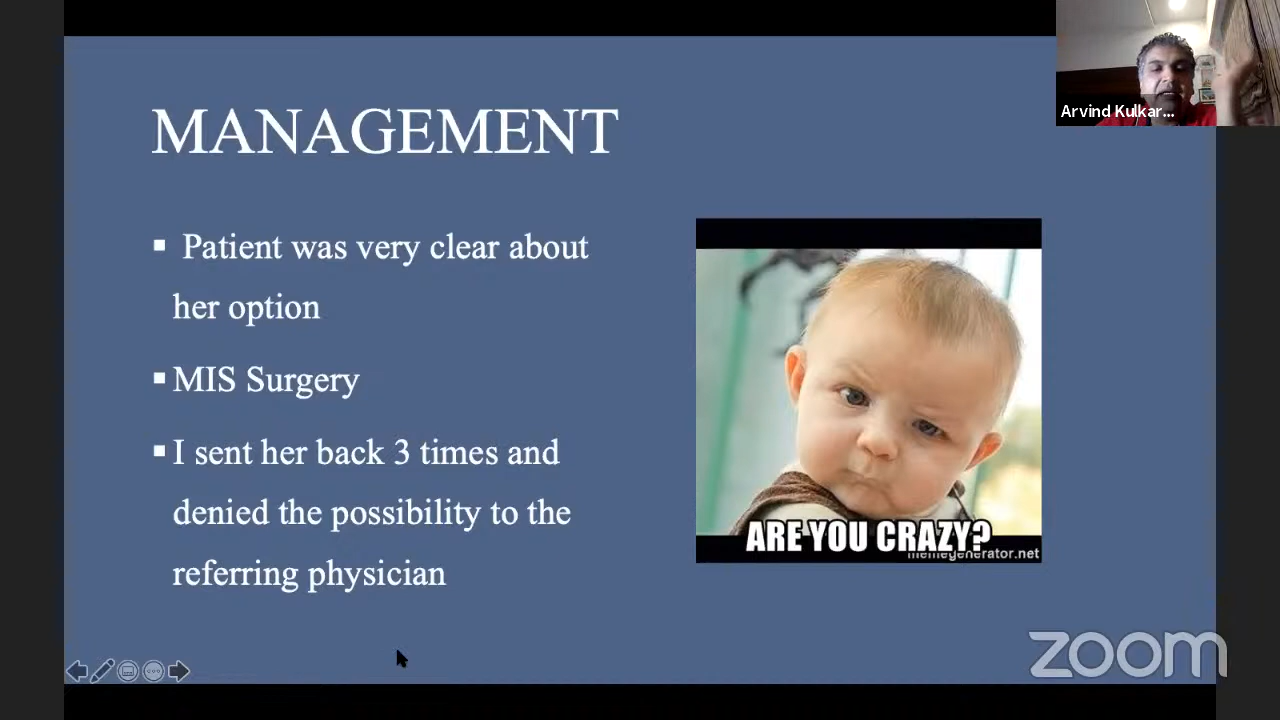 Arvind Kulkar...
MANAGEMENT
▪ Patient was very clear about
her option
▪ MIS Surgery
▪ I sent her back 3 times and
denied the possibility to the
referring physician
ARE YOU CRAZY?
memegenerator.net
zoom